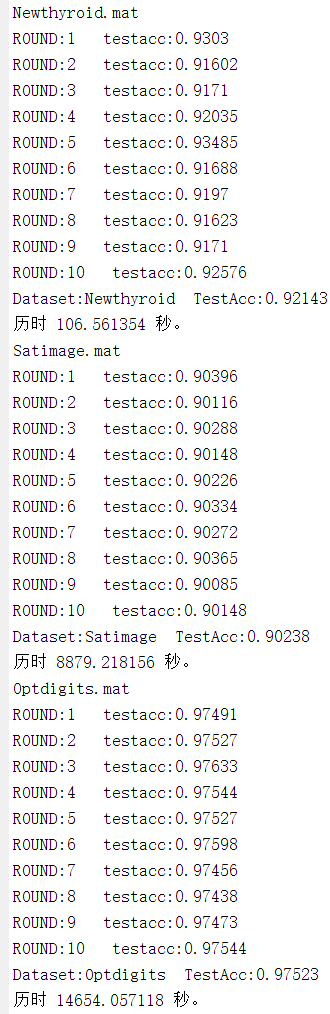 Newthyroid.mat
ROUND:1 testacc:0.9303
ROUND:2 testacc:0.91602
ROUND:3 testacc:0.9171
ROUND:4 testacc:0.92035
ROUND:5 testacc:0.93485
ROUND:6 testacc:0.91688
ROUND:7 testacc:0.9197
ROUND:8 testacc:0.91623
ROUND:9 testacc:0.9171
ROUND:10 testacc:0.92576
Dataset:Newthyroid TestAcc:0.92143
历时 106.561354 秒。
Satimage.mat
ROUND:1 testacc:0.90396
ROUND:2 testacc:0.90116
ROUND:3 testacc:0.90288
ROUND:4 testacc:0.90148
ROUND:5 testacc:0.90226
ROUND:6 testacc:0.90334
ROUND:7 testacc:0.90272
ROUND:8 testacc:0.90365
ROUND:9 testacc:0.90085
ROUND:10 testacc:0.90148
Dataset:Satimage TestAcc:0.90238
历时 8879.218156 秒。
Optdigits.mat
ROUND:1 testacc:0.97491
ROUND:2 testacc:0.97527
ROUND:3 testacc:0.97633
ROUND:4 testacc:0.97544
ROUND:5 testacc:0.97527
ROUND:6 testacc:0.97598
ROUND:7 testacc:0.97456
ROUND:8 testacc:0.97438
ROUND:9 testacc:0.97473
ROUND:10 testacc:0.97544
Dataset:Optdigits TestAcc:0.97523
历时 14654.057118 秒。